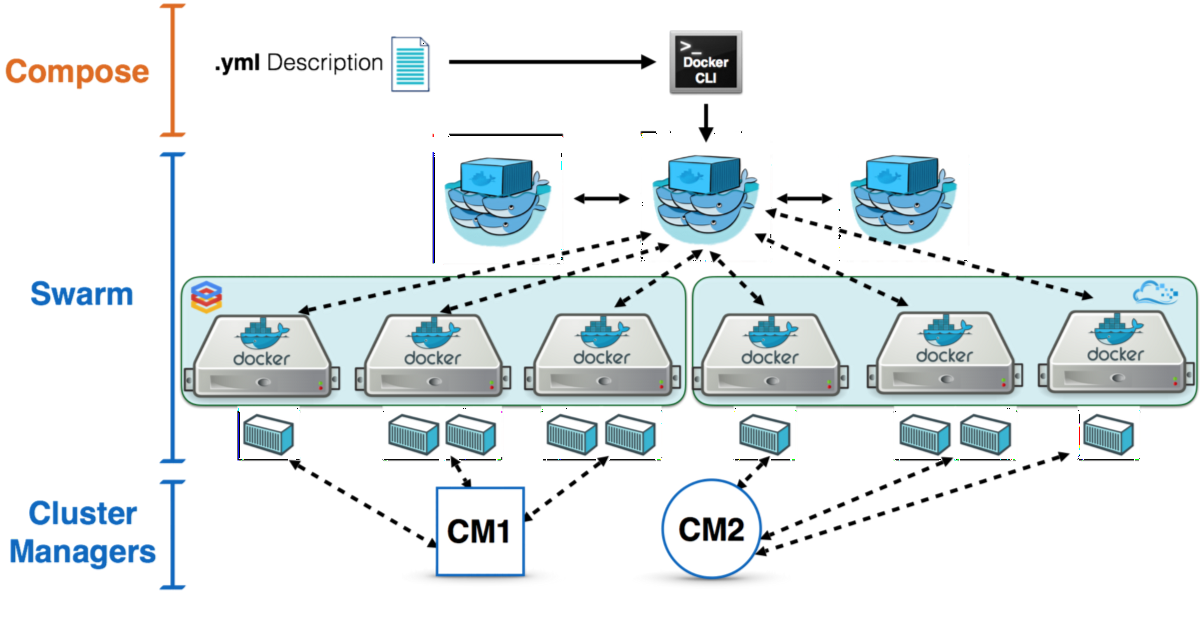 Compose
.yml Description
>_
Docker
CLI
Swarm
docker
docker
docker
docker
docker
docker
Cluster
Managers
CM1
CM2